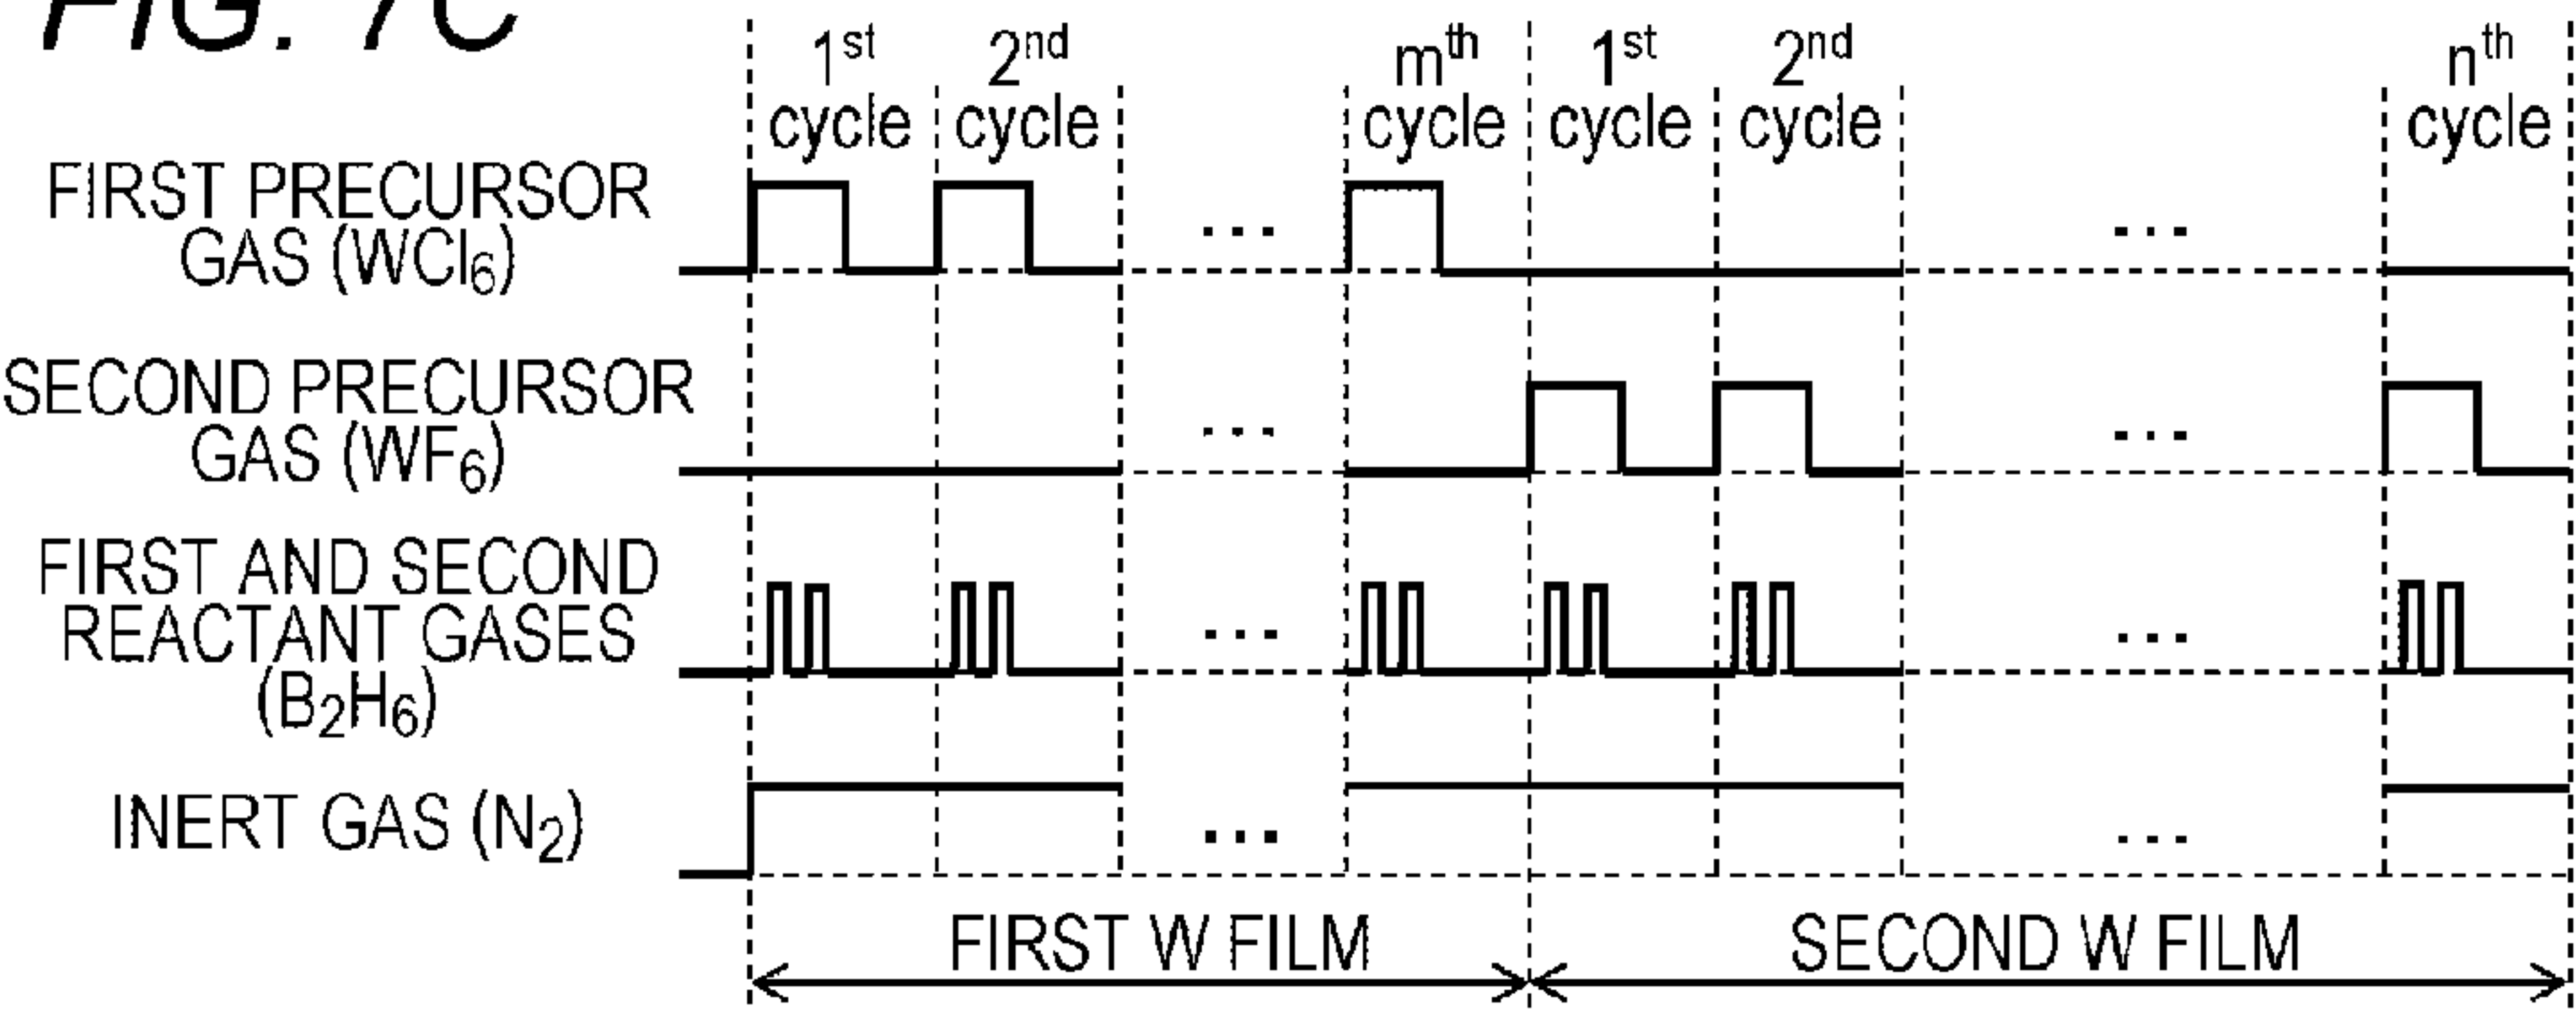 FIG. 7C
1st cycle
2nd cycle
mth cycle
1st cycle
2nd cycle
nth cycle
FIRST PRECURSOR
GAS (WCl6)
...
...
SECOND PRECURSOR
GAS (WF6)
...
...
FIRST AND SECOND
REACTANT GASES
(B2H6)
...
...
INERT GAS (N2)
...
...
FIRST W FILM
SECOND W FILM